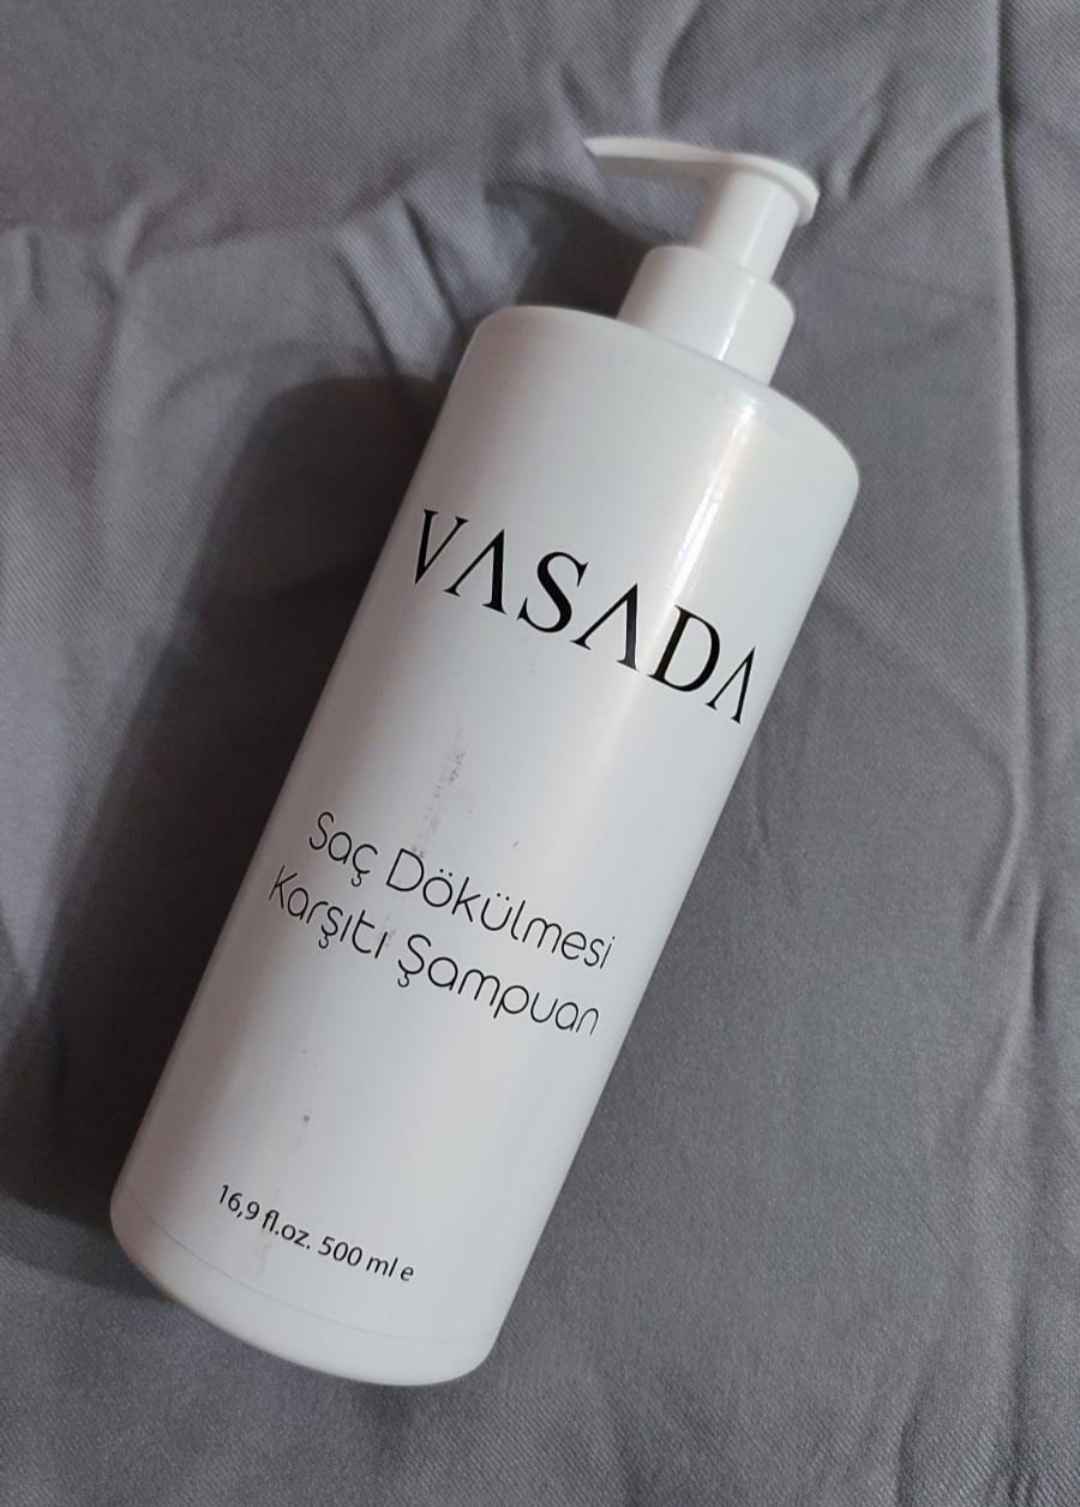 VASADA
Saç Dökülmesi
Karşıtı Şampuan
16,9 fl.oz. 500 ml e